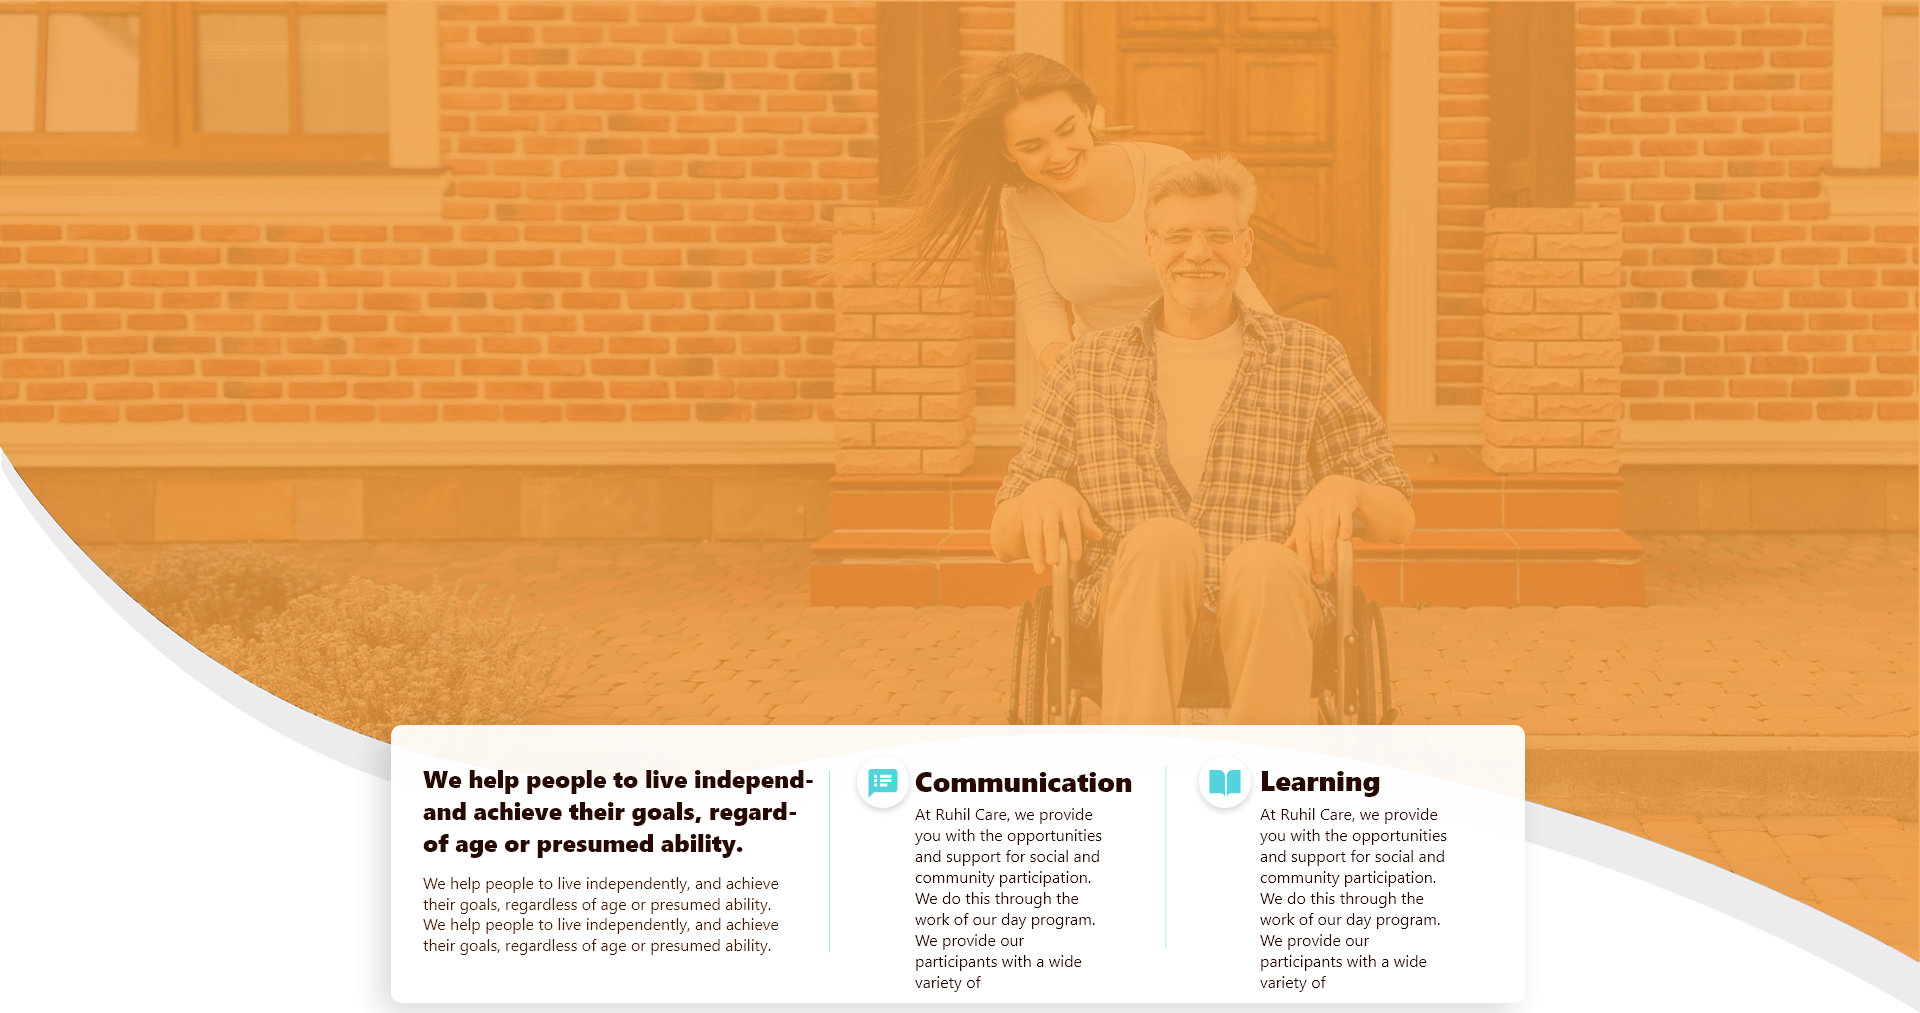 We help people to live independ-
and achieve their goals, regard-
of age or presumed ability.
We help people to live independently, and achieve
their goals, regardless of age or presumed ability.
We help people to live independently, and achieve
their goals, regardless of age or presumed ability.
Communication
At Ruhil Care, we provide
you with the opportunities
and support for social and
community participation.
We do this through the
work of our day program.
We provide our
participants with a wide
variety of
Learning
At Ruhil Care, we provide
you with the opportunities
and support for social and
community participation.
We do this through the
work of our day program.
We provide our
participants with a wide
variety of